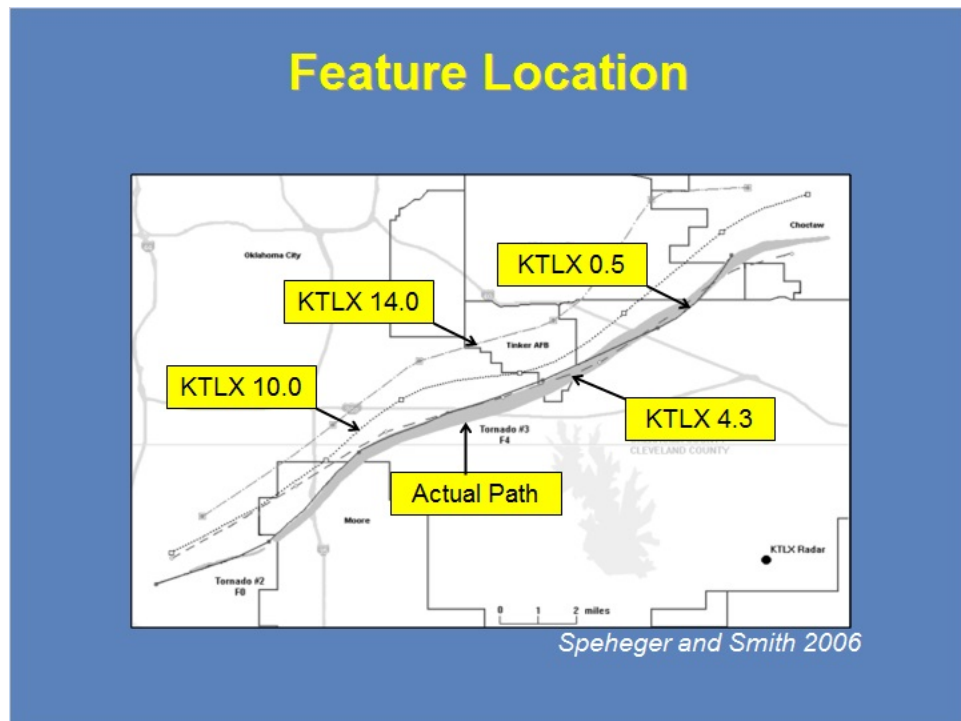 Feature Location
Choctaw
Oklahoma City
KTLX 0.5
KTLX 14.0
Tinker AFB
KTLX 10.0
KTLX 4.3
Tornado #3
F4
CLEVELAND COUNTY
Actual Path
Moore
KTLX Radar
Tornado #2
F0
0 1 2 miles
Speheger and Smith 2006